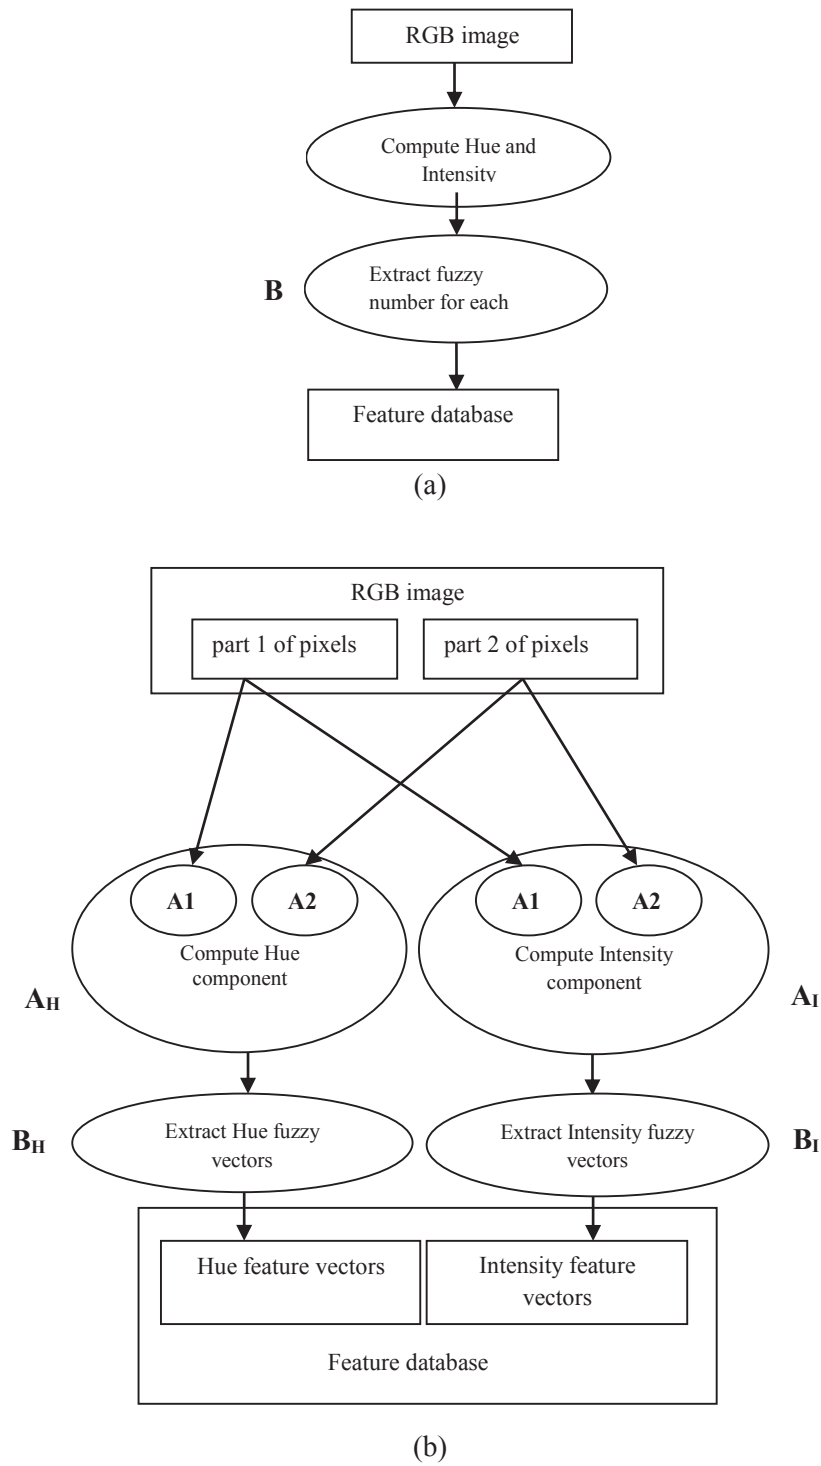 RGB image
Compute Hue and
Intensity
B
Extract fuzzy
number for each
Feature database
(a)
RGB image
part 1 of pixels
part 2 of pixels
A1
A2
Compute Hue
component
A1
A2
Compute Intensity
component
AH
AI
BH
Extract Hue fuzzy
vectors
Extract Intensity fuzzy
vectors
BI
Hue feature vectors
Intensity feature
vectors
Feature database
(b)